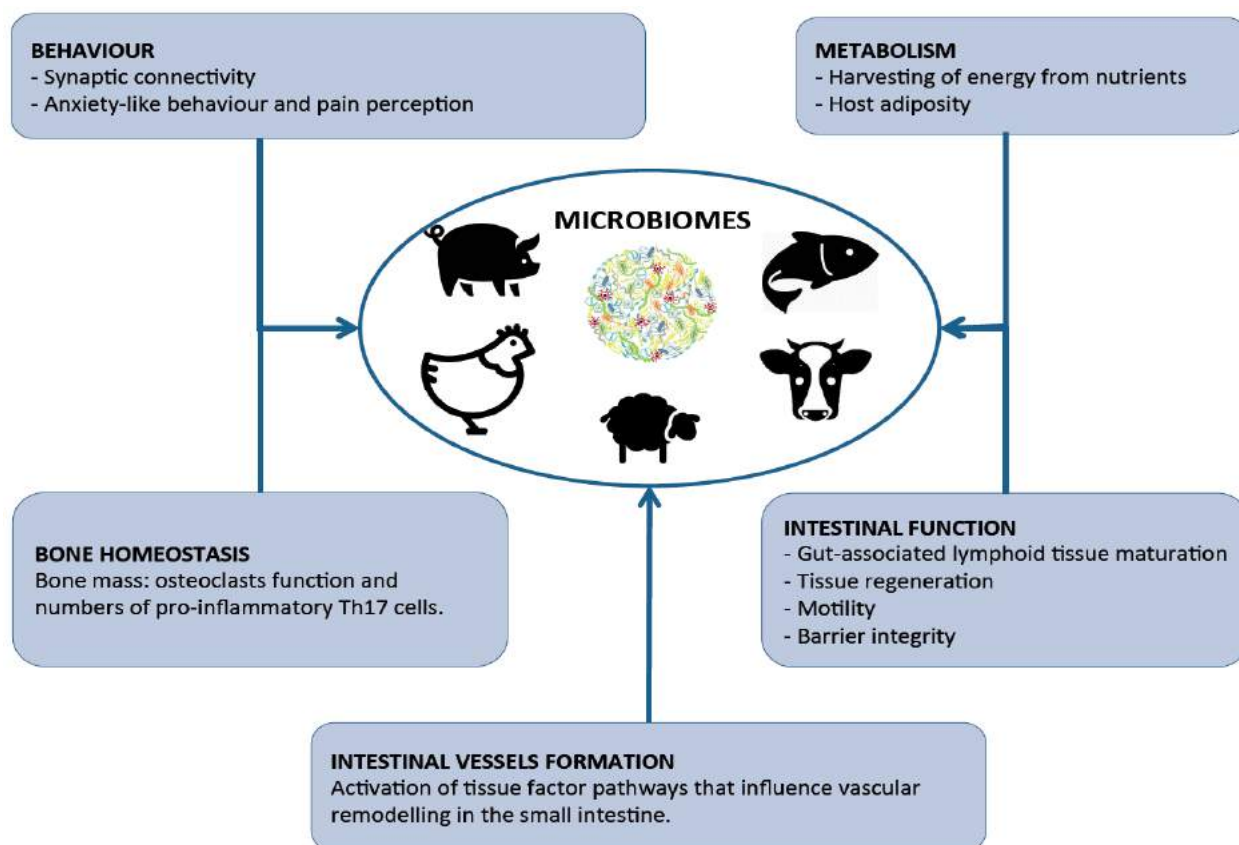 BEHAVIOUR
- Synaptic connectivity
- Anxiety-like behaviour and pain perception
METABOLISM
- Harvesting of energy from nutrients
- Host adiposity
MICROBIOMES
BONE HOMEOSTASIS
Bone mass: osteoclasts function and
numbers of pro-inflammatory Th17 cells.
INTESTINAL FUNCTION
- Gut-associated lymphoid tissue maturation
- Tissue regeneration
- Motility
- Barrier integrity
INTESTINAL VESSELS FORMATION
Activation of tissue factor pathways that influence vascular
remodelling in the small intestine.